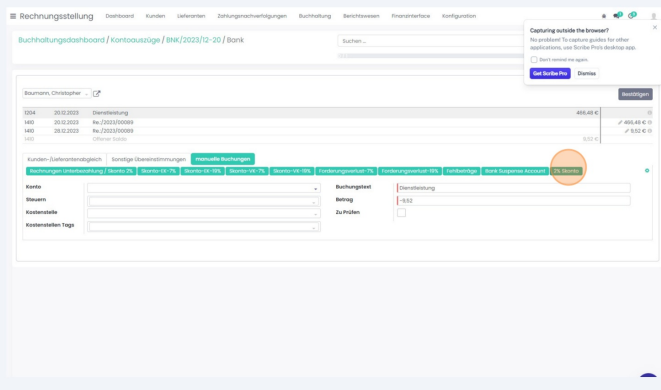 Rechnungsstellung Dashboard Kunden Lieferanten Zahlungsnachverfolgungen Buchhaltung Berichtswesen Finanzinterface Konfiguration
Capturing outside the browser?
No problem! To capture guides for other
applications, use Scribe Pro's desktop app.
Don't remind me again.
Get Scribe Pro Dismiss
Buchhaltungsdashboard / Kontoauszüge / BNK/2023/12-20 / Bank
Suchen ...
Baumann, Christopher
Bestätigen
1204 20.12.2023 Dienstleistung 466,48 €
1410 20.12.2023 Re./2023/00089
1410 28.12.2023 Re./2023/00089 9,52 €
1410 Offener Saldo 9,52 €
Kunden-/Lieferantenabgleich Sonstige Übereinstimmungen manuelle Buchungen
Rechnungen Unterbezahlung / Skonto 2% Skonto-EK-7% Skonto-EK-19% Skonto-VK-7% Skonto-VK-19% Forderungsverlust-7% Forderungsverlust-19% Fehlbeträge Bank Suspense Account 2% Skonto
Konto Buchungstext Dienstleistung
Steuern Betrag -9,52
Kostenstelle Zu Prüfen
Kostenstellen Tags